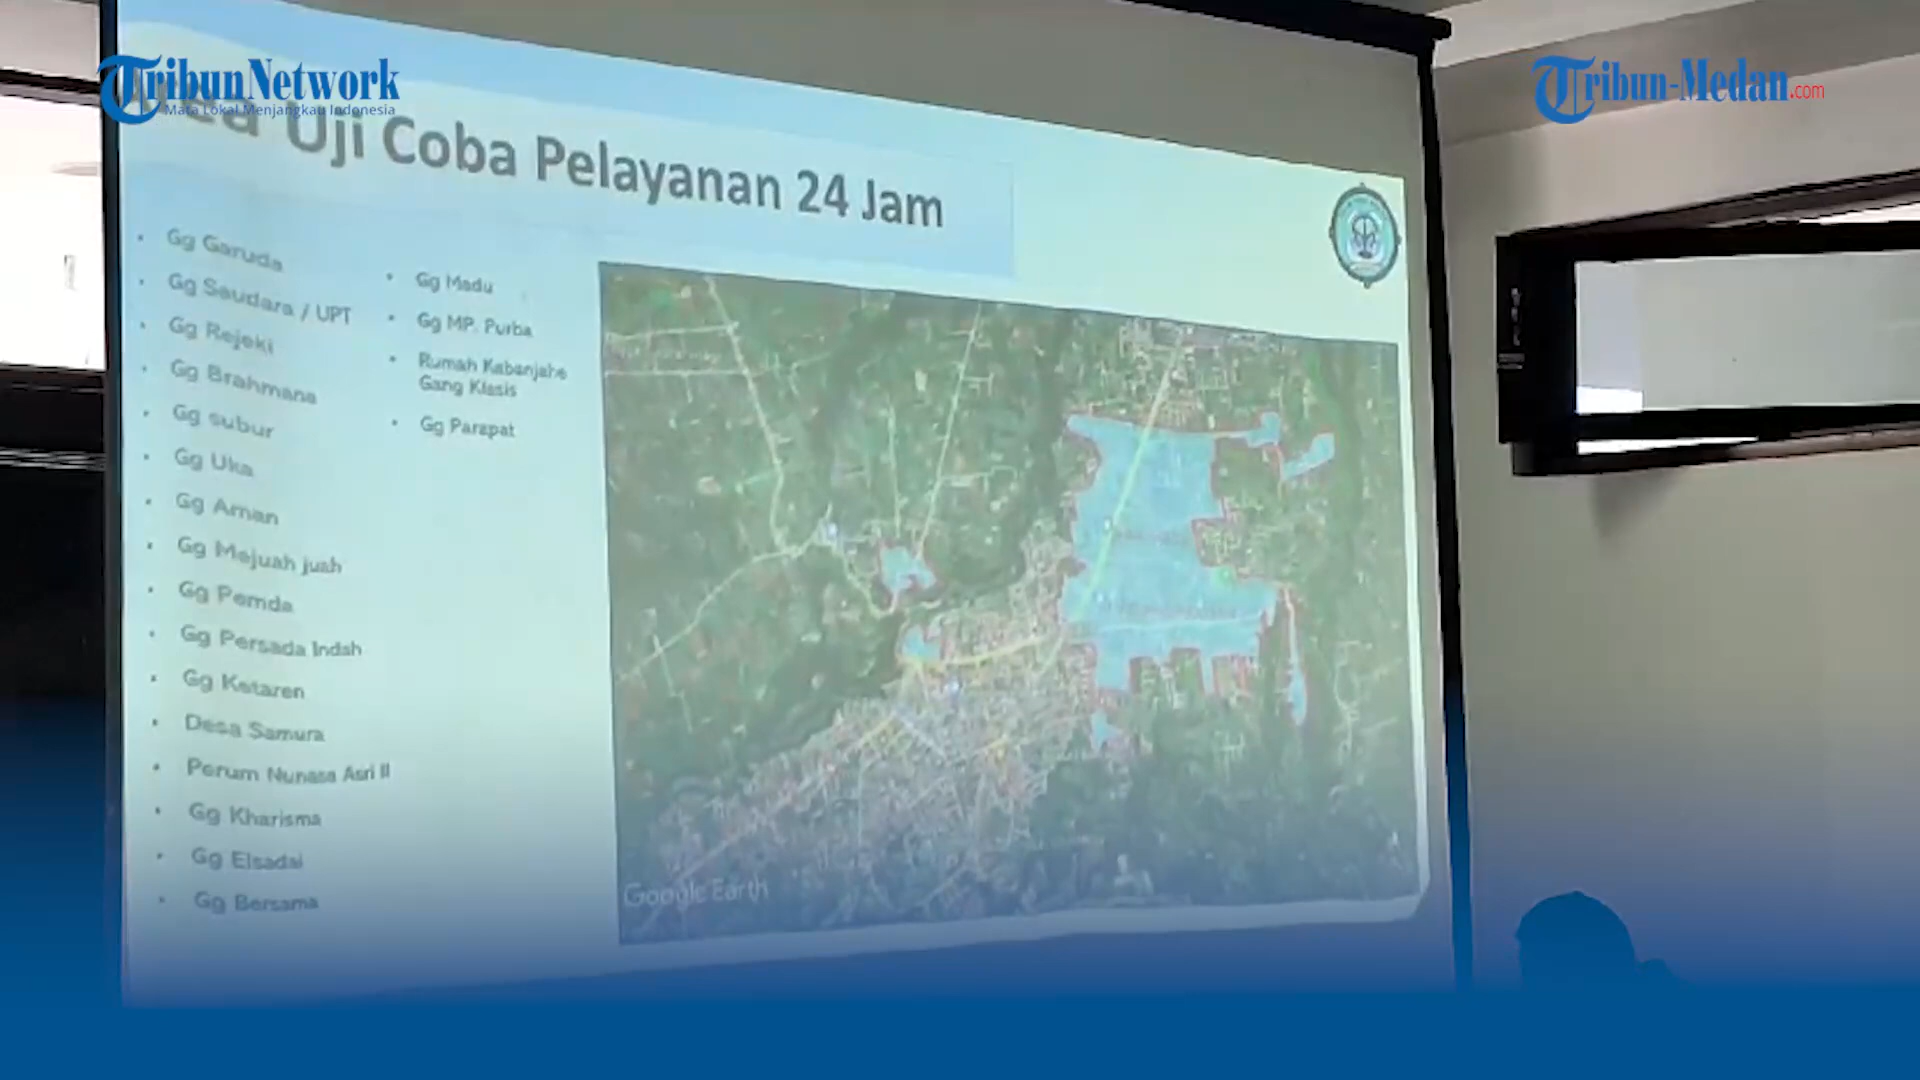 TribunNetwork
Mata Lokal Menjangkau Indonesia
Tribun-Medan.com
Uji Coba Pelayanan 24 Jam
• Gg Garuda
• Gg Saudara / UPT
• Gg Rejeki
• Gg Brahmana
• Gg subur
• Gg Uka
• Gg Aman
• Gg Mejuah juah
• Gg Pemda
• Gg Persada Indah
• Gg Ketaren
• Desa Samura
• Perum Nunasa Asri II
• Gg Kharisma
• Gg Elsadai
• Gg Bersama
• Gg Madu
• Gg MP. Purba
• Rumah Kabanjahe
Gang Klasis
• Gg Parapat
Google Earth